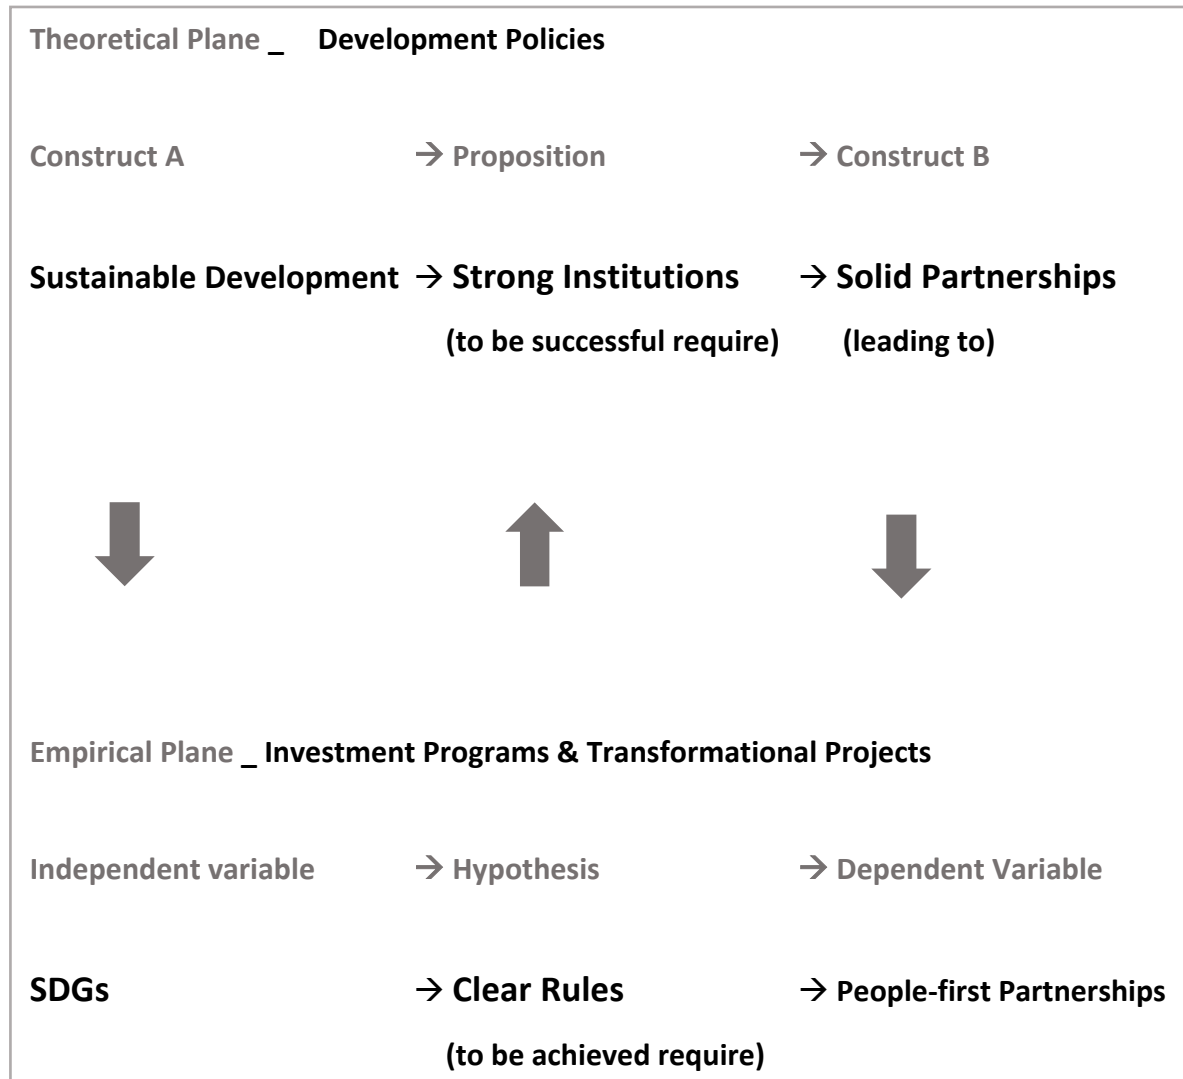 Theoretical Plane _ Development Policies
Construct A → Proposition → Construct B
Sustainable Development → Strong Institutions → Solid Partnerships
(to be successful require) (leading to)
Empirical Plane _ Investment Programs & Transformational Projects
Independent variable → Hypothesis → Dependent Variable
SDGs → Clear Rules → People-first Partnerships
(to be achieved require)